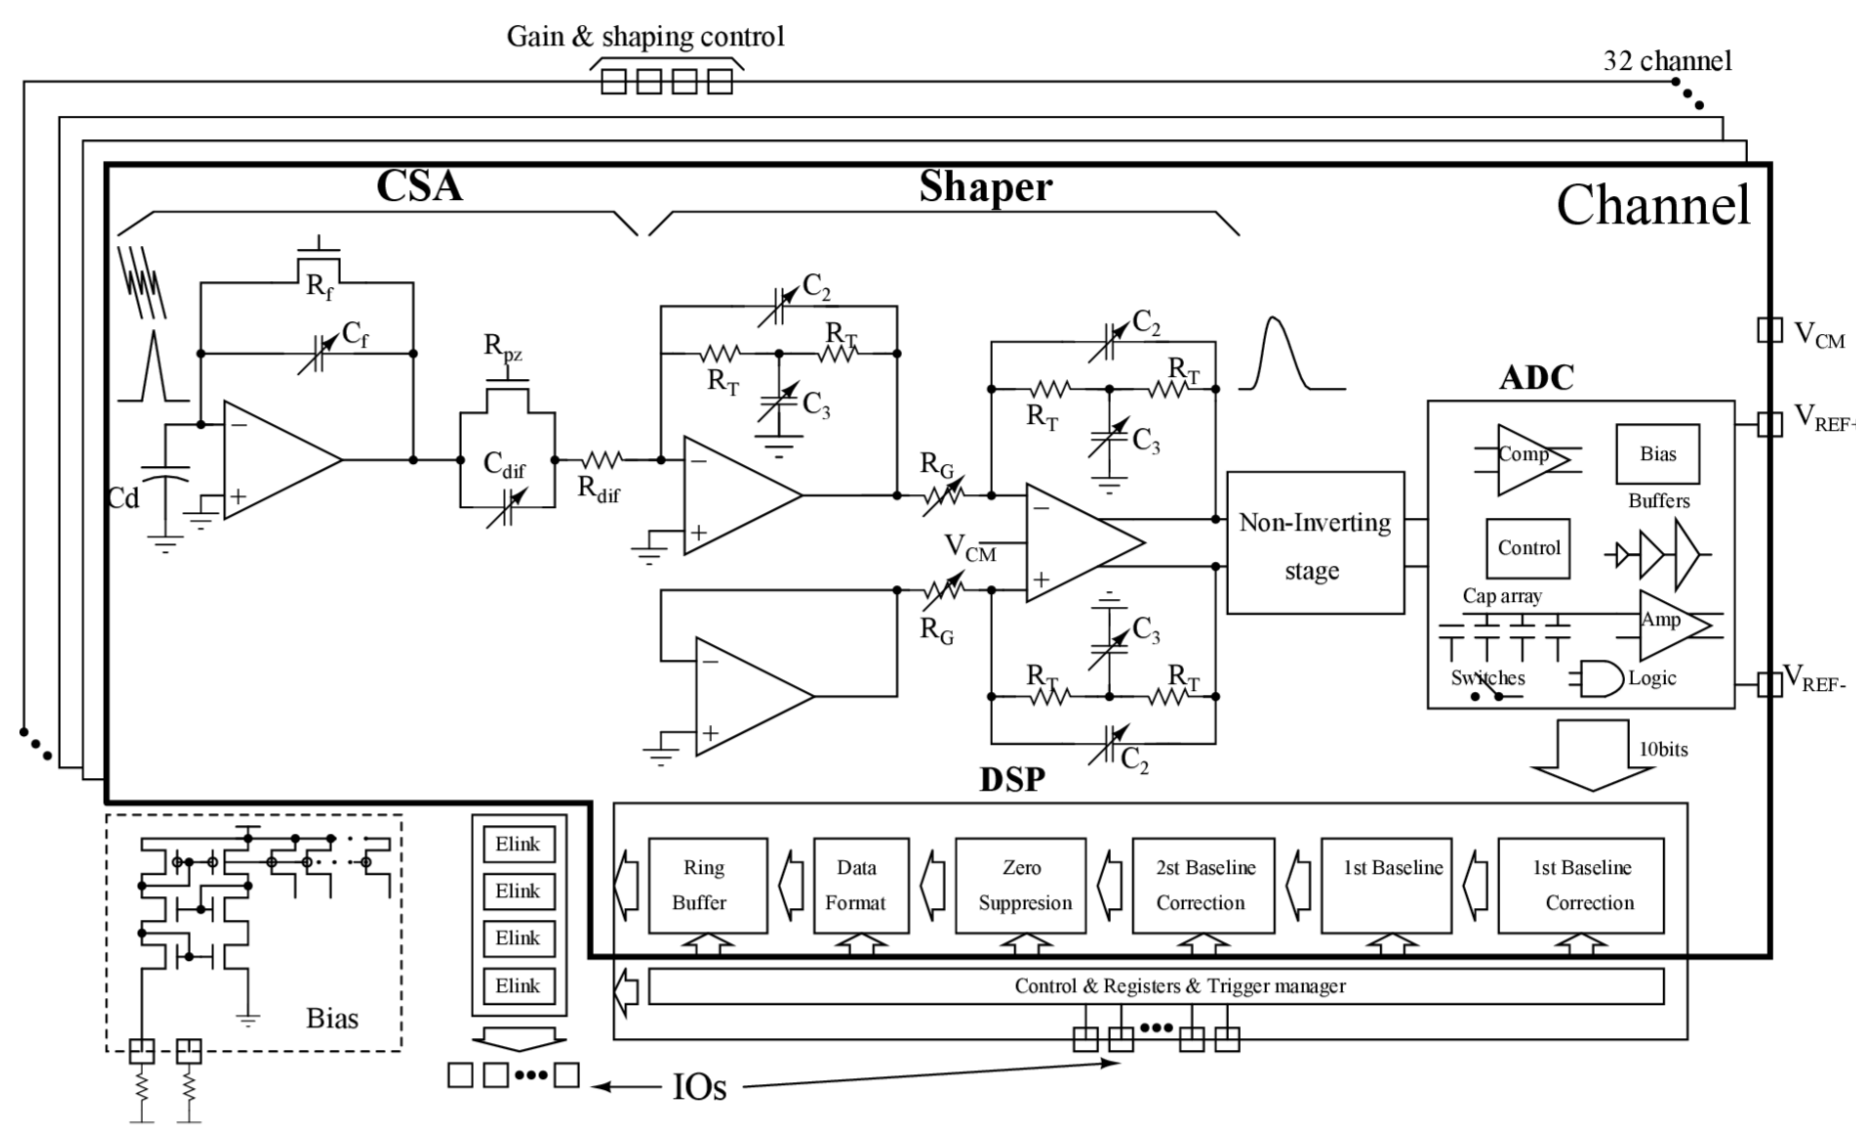 Gain & shaping control
32 channel
CSA
Shaper
Channel
R_f
C_f
Cd
−
+
R_pz
C_dif
R_dif
C_2
R_T
R_T
C_3
−
+
R_G
C_2
R_T
R_T
C_3
−
V_CM
+
R_G
C_3
R_T
R_T
C_2
−
+
Non-Inverting
stage
ADC
Comp
Bias
Buffers
Control
Cap array
Amp
Switches
Logic
V_CM
V_REF+
V_REF-
10bits
DSP
Ring
Buffer
Data
Format
Zero
Suppresion
2st Baseline
Correction
1st Baseline
1st Baseline
Correction
Control & Registers & Trigger manager
Elink
Elink
Elink
Elink
Bias
IOs